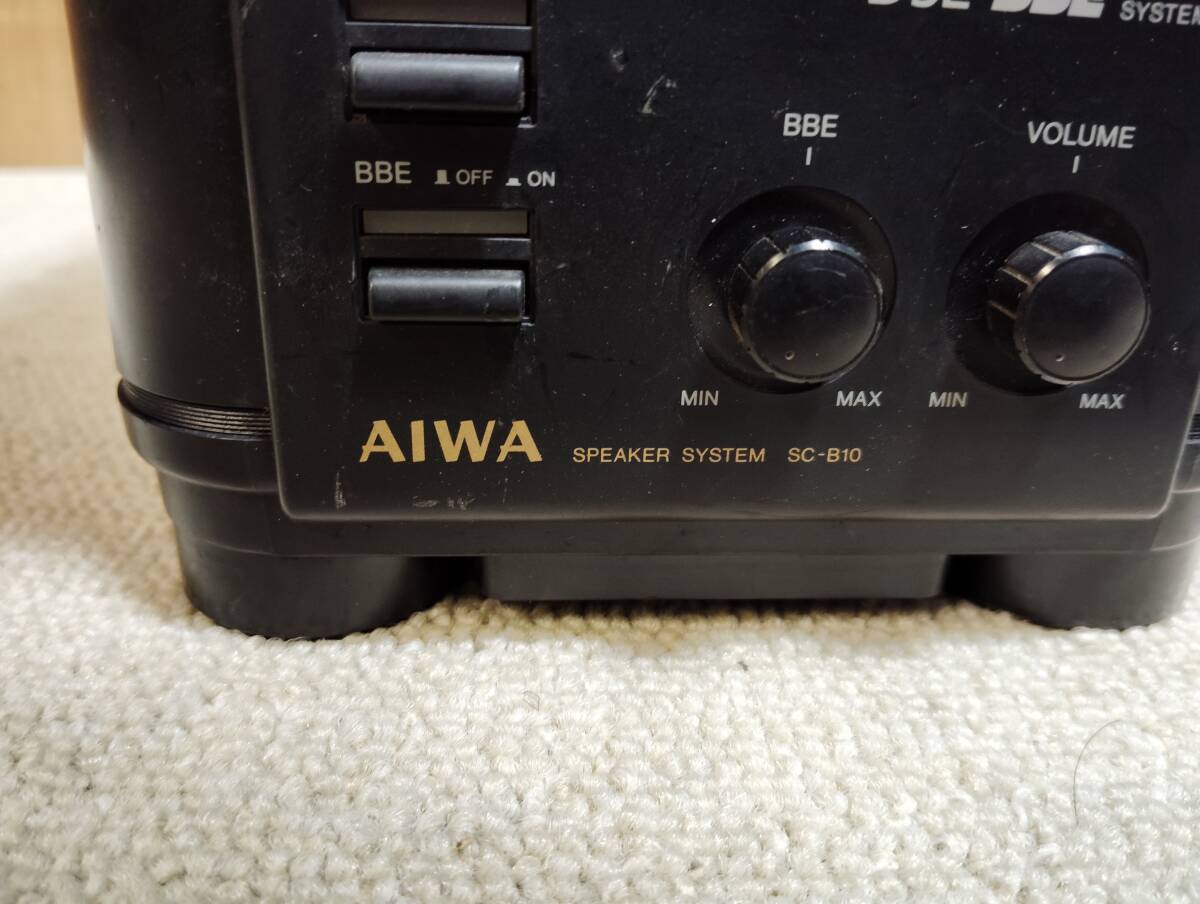 SYSTEM
BBE
VOLUME
BBE OFF ON
MIN MAX MIN MAX
AIWA SPEAKER SYSTEM SC-B10